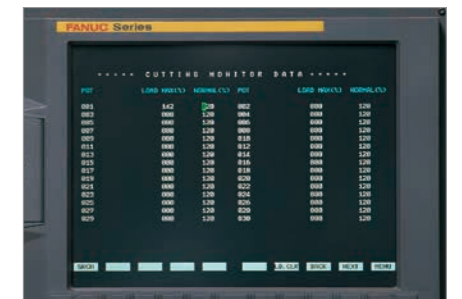 FANUC Series
***** CUTTING MONITOR DATA *****
POT LOAD MAX(%) NORMAL(%) POT LOAD MAX(%) NORMAL(%)
001 142 120 002 000 120
003 000 120 004 000 120
005 000 120 006 000 120
007 000 120 008 000 120
009 000 120 010 000 120
011 000 120 012 000 120
013 000 120 014 000 120
015 000 120 016 000 120
017 000 120 018 000 120
019 000 120 020 000 120
021 000 120 022 000 120
023 000 120 024 000 120
025 000 120 026 000 120
027 000 120 028 000 120
029 000 120 030 000 120
LD.CLR BACK NEXT MENU